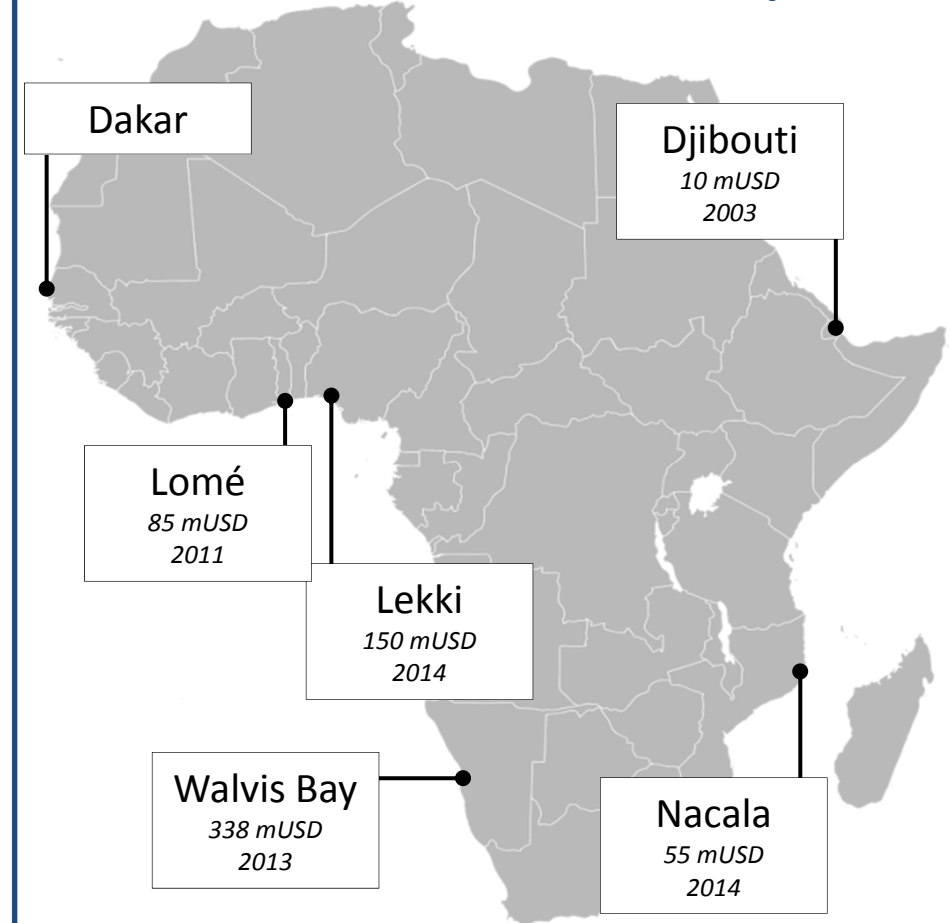 Dakar
Djibouti
10 mUSD
2003
Lomé
85 mUSD
2011
Lekki
150 mUSD
2014
Walvis Bay
338 mUSD
2013
Nacala
55 mUSD
2014